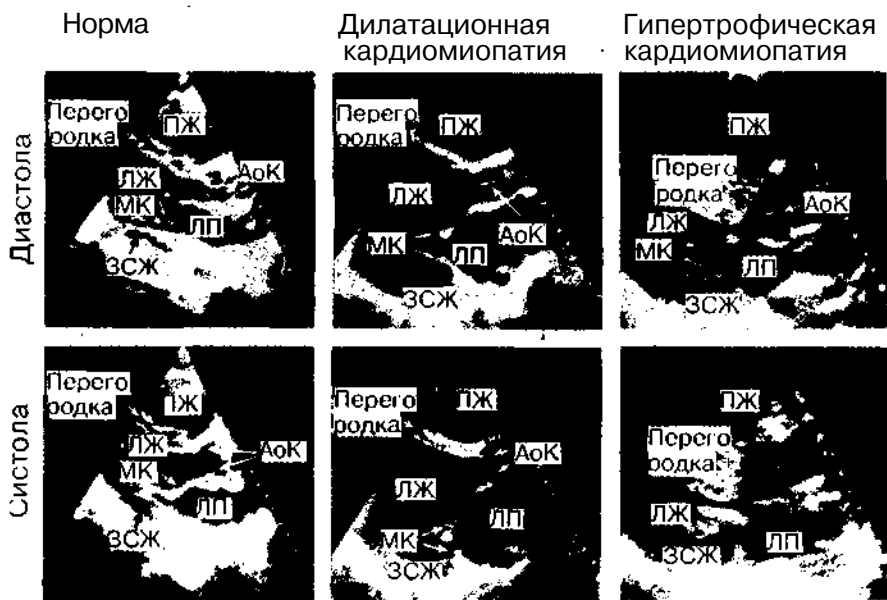 Норма
Дилатационная
кардиомиопатия
Гипертрофическая
кардиомиопатия
Диастола
Перего
родка
ПЖ
ЛЖ
АоК
МК
ЛП
ЗСЖ
Перего
родка
ПЖ
ЛЖ
МК
ЛП
АоК
ЗСЖ
ПЖ
Перего
родка
АоК
ЛЖ
МК
ЛП
ЗСЖ
Систола
Перего
родка
ПЖ
ЛЖ
АоК
МК
ЛП
ЗСЖ
Перего
родка
ПЖ
АоК
ЛЖ
ЛП
МК
ЗСЖ
ПЖ
Перего
родка
ЛЖ
ЗСЖ
ЛП